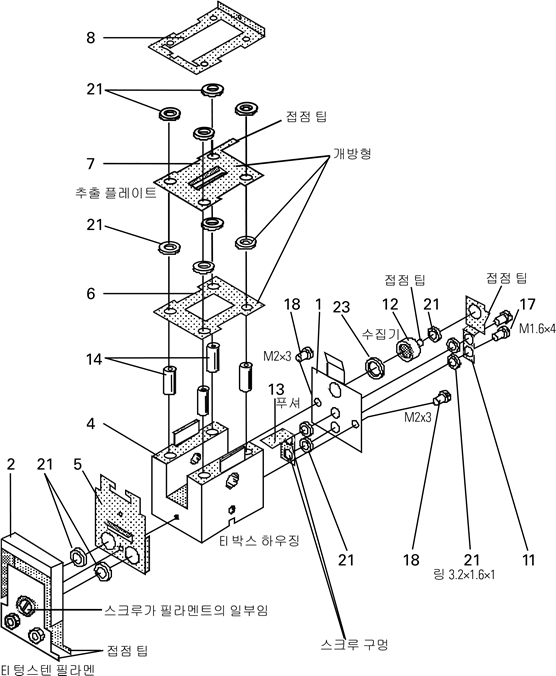 8
21
접점 팁
7
개방형
추출 플레이트
21
접점 팁
접점 팁
6
18
1
23
12
21
17
수집기
M1.6×4
14
M2×3
13
푸셔
4
M2x3
2
21
5
EI 박스 하우징
21
18
21
11
링 3.2×1.6×1
스크루가 필라멘트의 일부임
스크루 구멍
접점 팁
EI 텅스텐 필라멘